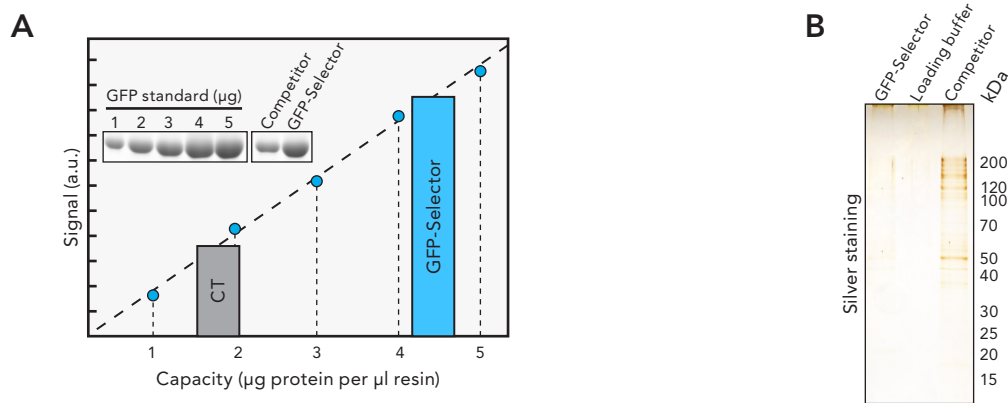 A
GFP standard (µg)
1 2 3 4 5
Competitor
GFP-Selector
Signal (a.u.)
CT
GFP-Selector
1 2 3 4 5
Capacity (µg protein per µl resin)
B
GFP-Selector
Loading buffer
Competitor
kDa
Silver staining
200
120
100
70
50
40
30
25
20
15